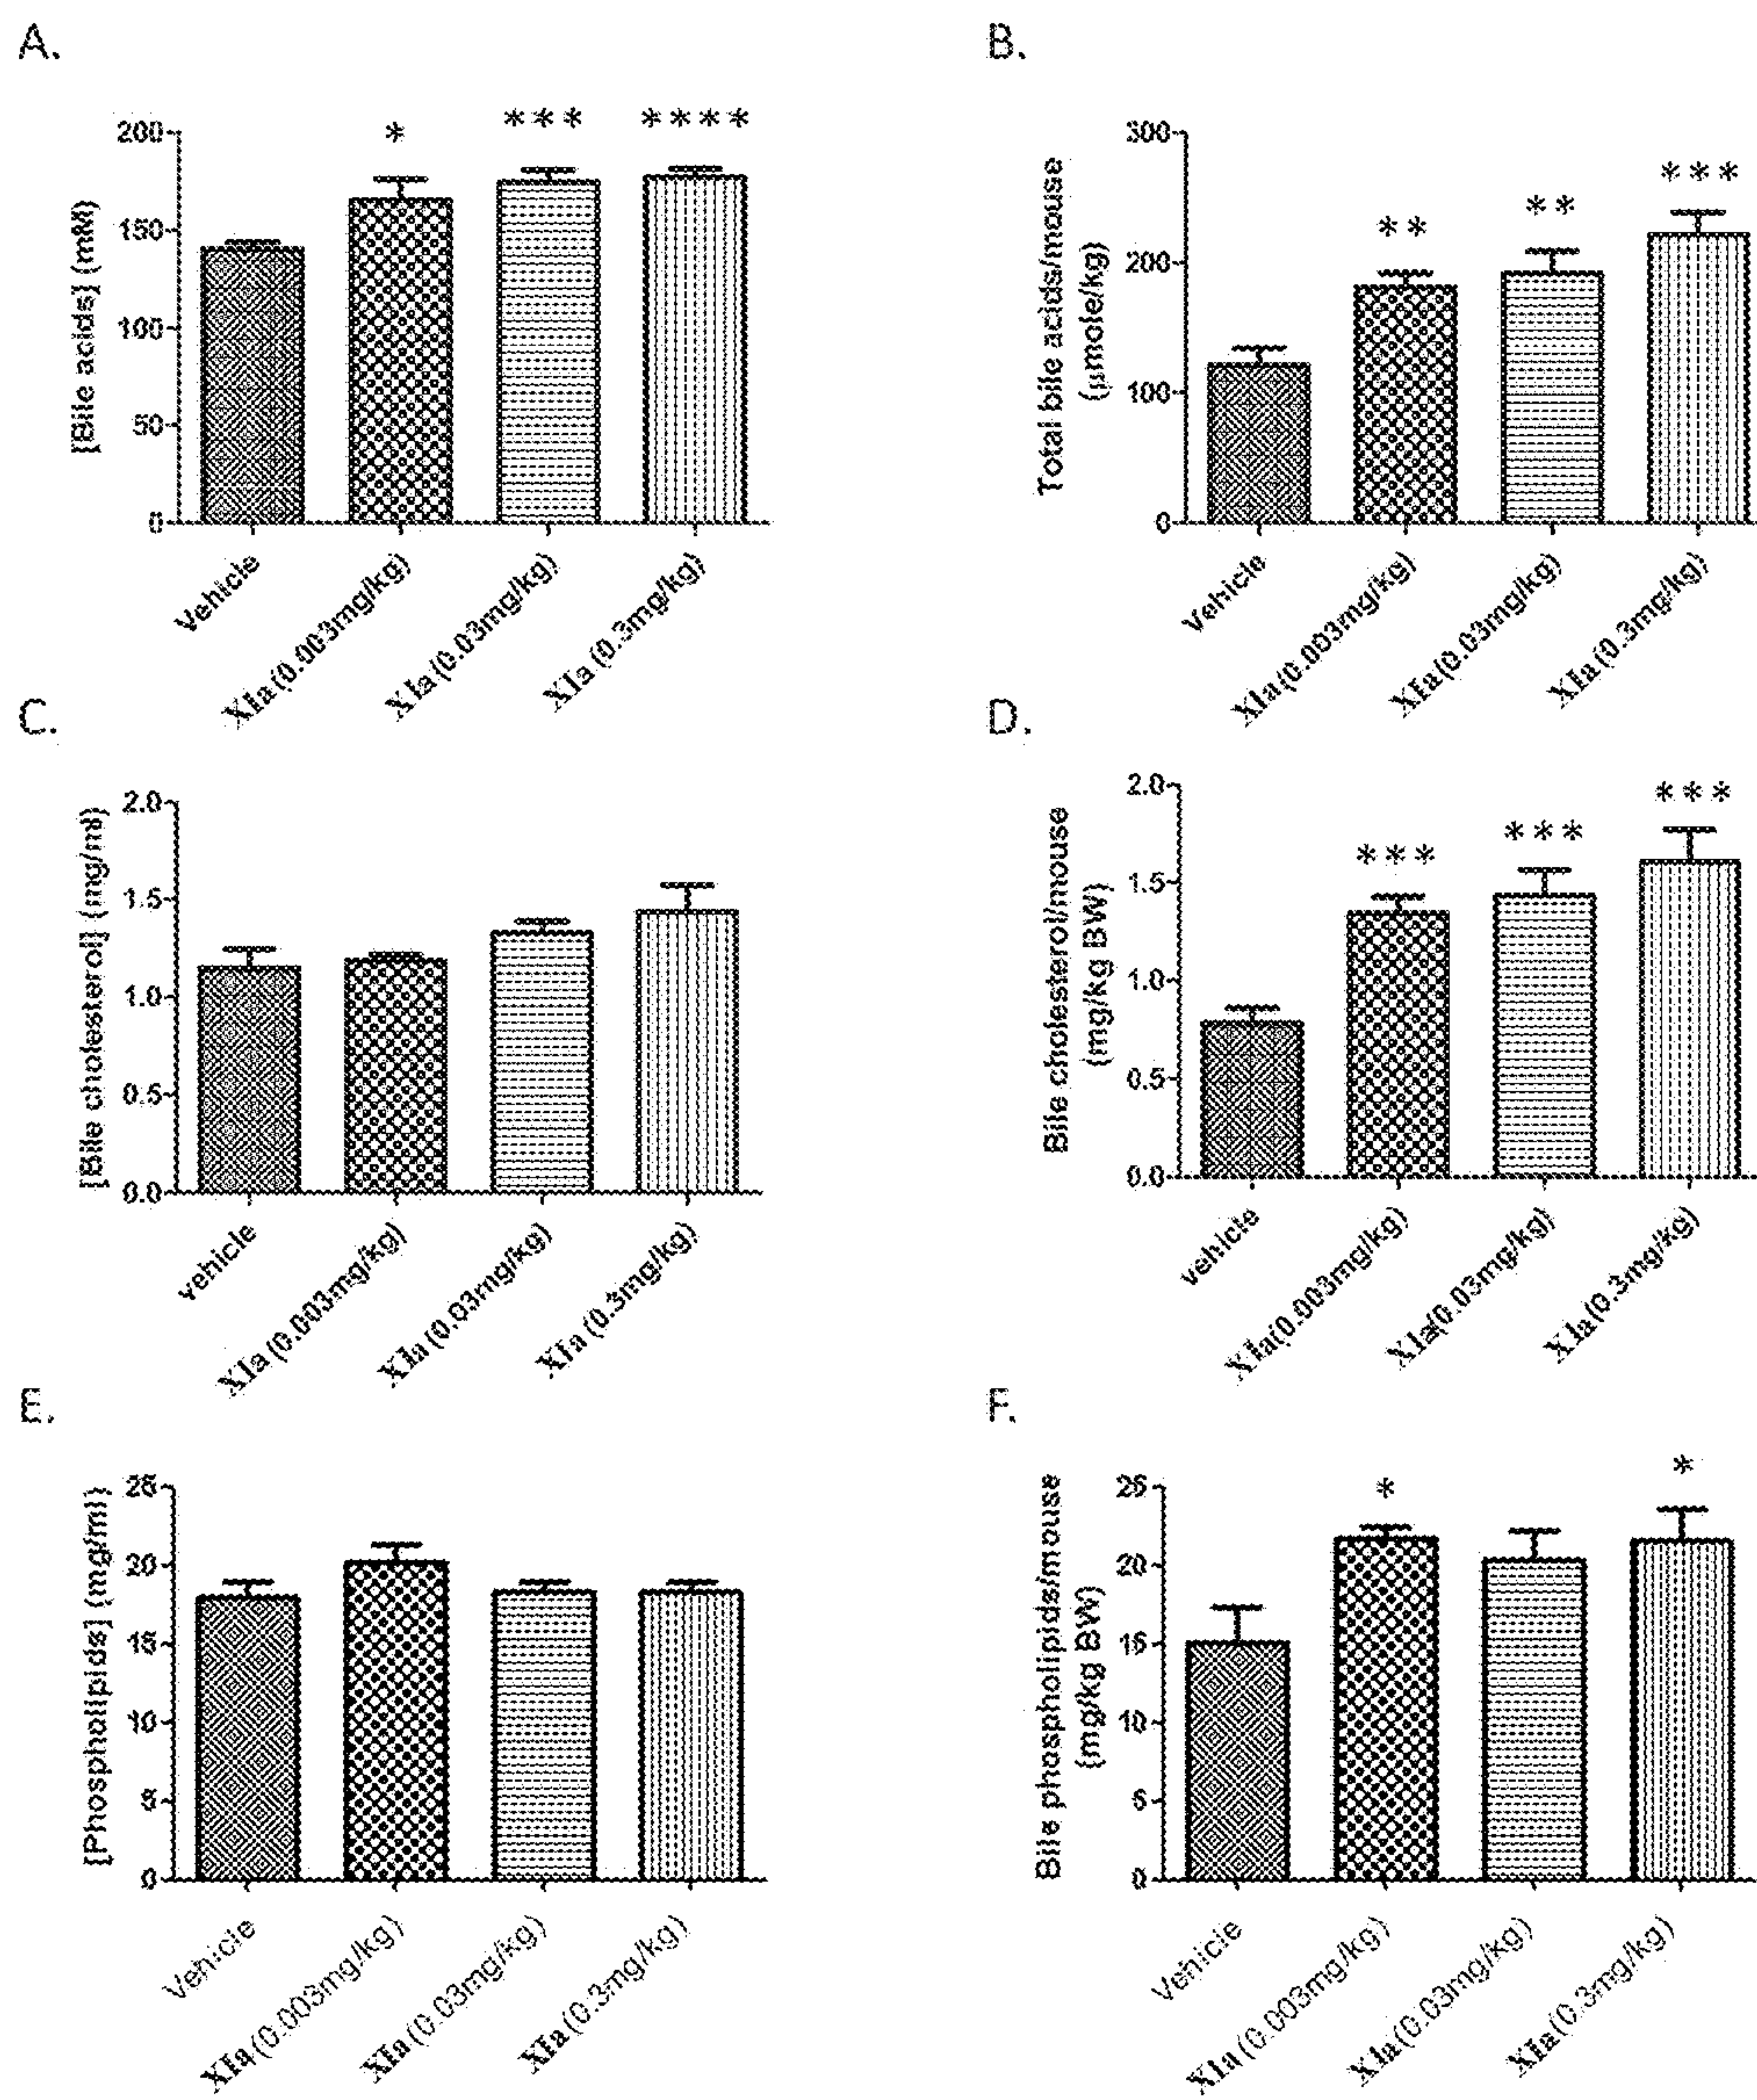 A.
[Bile acids] (mM)
200
150
100
50
0
*
***
****
Vehicle
XIa (0.003mg/kg)
XIa (0.03mg/kg)
XIa (0.3mg/kg)
B.
Total bile acids/mouse
(μmole/kg)
300
200
100
0
**
**
***
Vehicle
XIa(0.003mg/kg)
XIa(0.03mg/kg)
XIa(0.3mg/kg)
C.
[Bile cholesterol] (mg/ml)
2.0
1.5
1.0
0.5
0.0
vehicle
XIa (0.003mg/kg)
XIa (0.03mg/kg)
XIa (0.3mg/kg)
D.
Bile cholesterol/mouse
(mg/kg BW)
2.0
1.5
1.0
0.5
0.0
***
***
***
vehicle
XIa(0.003mg/kg)
XIa(0.03mg/kg)
XIa(0.3mg/kg)
E.
[Phospholipids] (mg/ml)
25
20
15
10
5
0
Vehicle
XIa (0.003mg/kg)
XIa (0.03mg/kg)
XIa (0.3mg/kg)
F.
Bile phospholipids/mouse
(mg/kg BW)
25
20
15
10
5
0
*
*
Vehicle
XIa (0.003mg/kg)
XIa (0.03mg/kg)
XIa (0.3mg/kg)